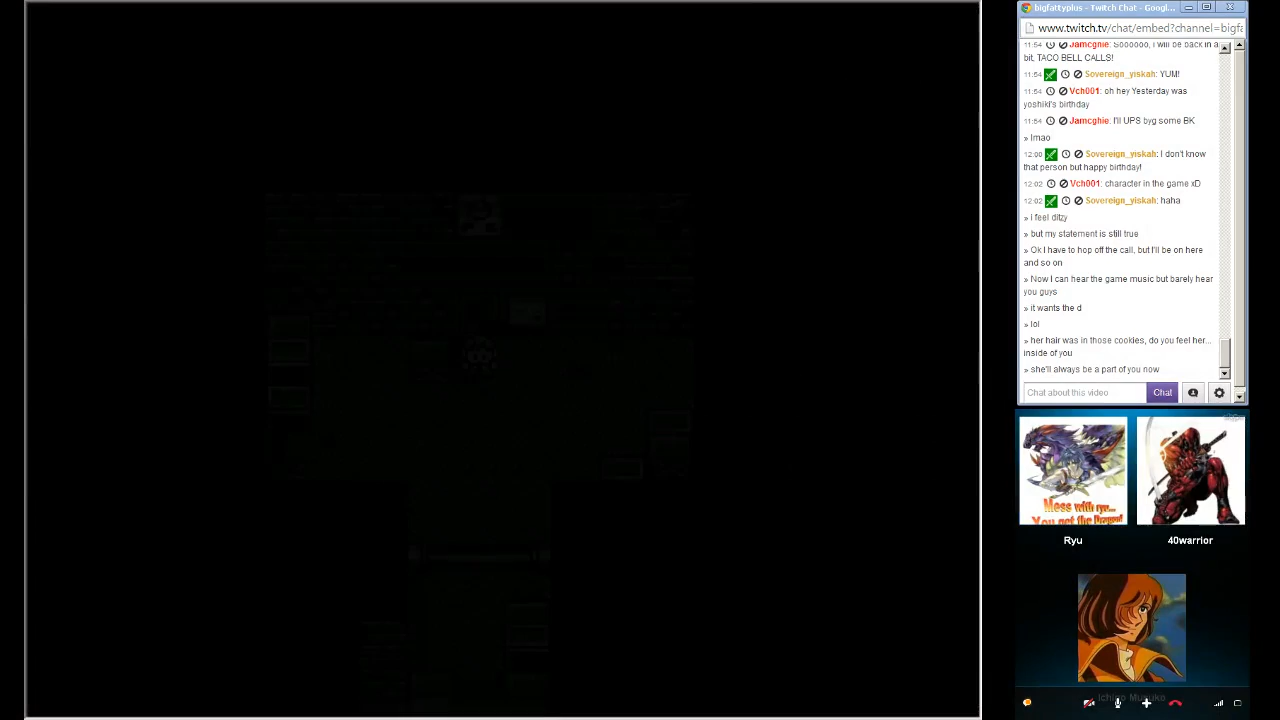 bigfattyplus - Twitch Chat - Googl...
www.twitch.tv/chat/embed?channel=bigfa
11:54 Jamcghie: Soooooo, I will be back in a
bit, TACO BELL CALLS!
11:54 Sovereign_yiskah: YUM!
11:54 Vch001: oh hey Yesterday was
yoshiki's birthday
11:54 Jamcghie: I'll UPS byg some BK
» lmao
12:00 Sovereign_yiskah: I don't know
that person but happy birthday!
12:02 Vch001: character in the game xD
12:02 Sovereign_yiskah: haha
» i feel ditzy
» but my statement is still true
» Ok I have to hop off the call, but I'll be on here
and so on
» Now I can hear the game music but barely hear
you guys
» it wants the d
» lol
» her hair was in those cookies, do you feel her...
inside of you
» she'll always be a part of you now
Chat about this video
Chat
skype
Mess with ryu...
You get the Dragon!
Ryu
40warrior
Ichiro Musuko